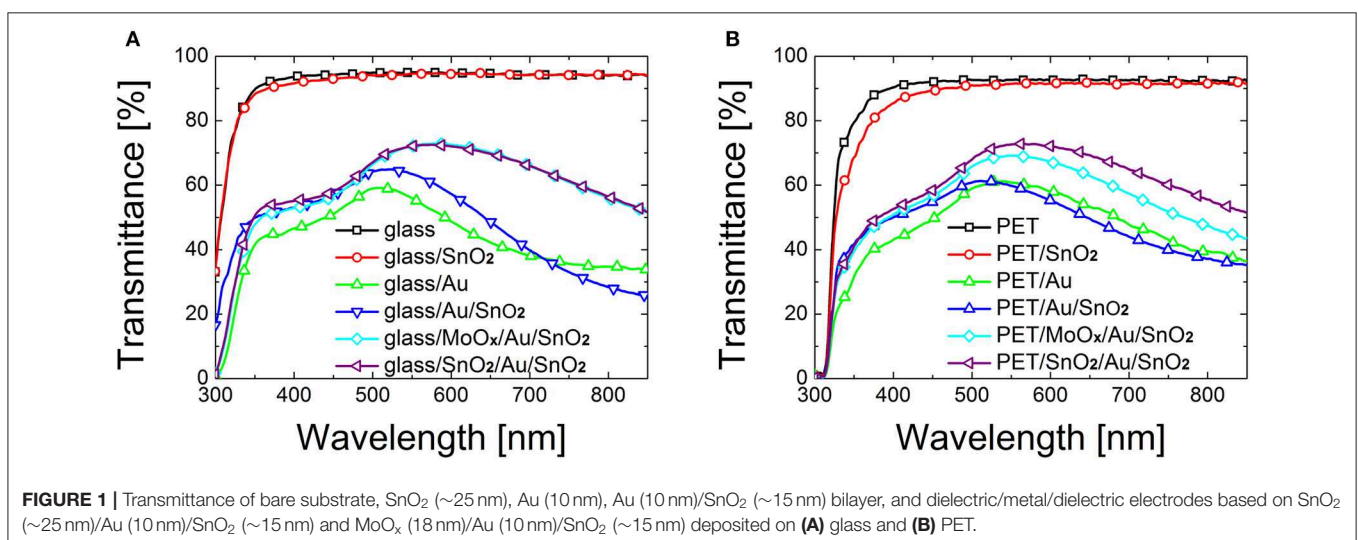 A
Transmittance [%]
100
80
60
40
20
0
glass
glass/SnO₂
glass/Au
glass/Au/SnO₂
glass/MoOₓ/Au/SnO₂
glass/SnO₂/Au/SnO₂
300 400 500 600 700 800
Wavelength [nm]
B
Transmittance [%]
100
80
60
40
20
0
PET
PET/SnO₂
PET/Au
PET/Au/SnO₂
PET/MoOₓ/Au/SnO₂
PET/SnO₂/Au/SnO₂
300 400 500 600 700 800
Wavelength [nm]
FIGURE 1 | Transmittance of bare substrate, SnO₂ (∼25 nm), Au (10 nm), Au (10 nm)/SnO₂ (∼15 nm) bilayer, and dielectric/metal/dielectric electrodes based on SnO₂
(∼25 nm)/Au (10 nm)/SnO₂ (∼15 nm) and MoOₓ (18 nm)/Au (10 nm)/SnO₂ (∼15 nm) deposited on (A) glass and (B) PET.